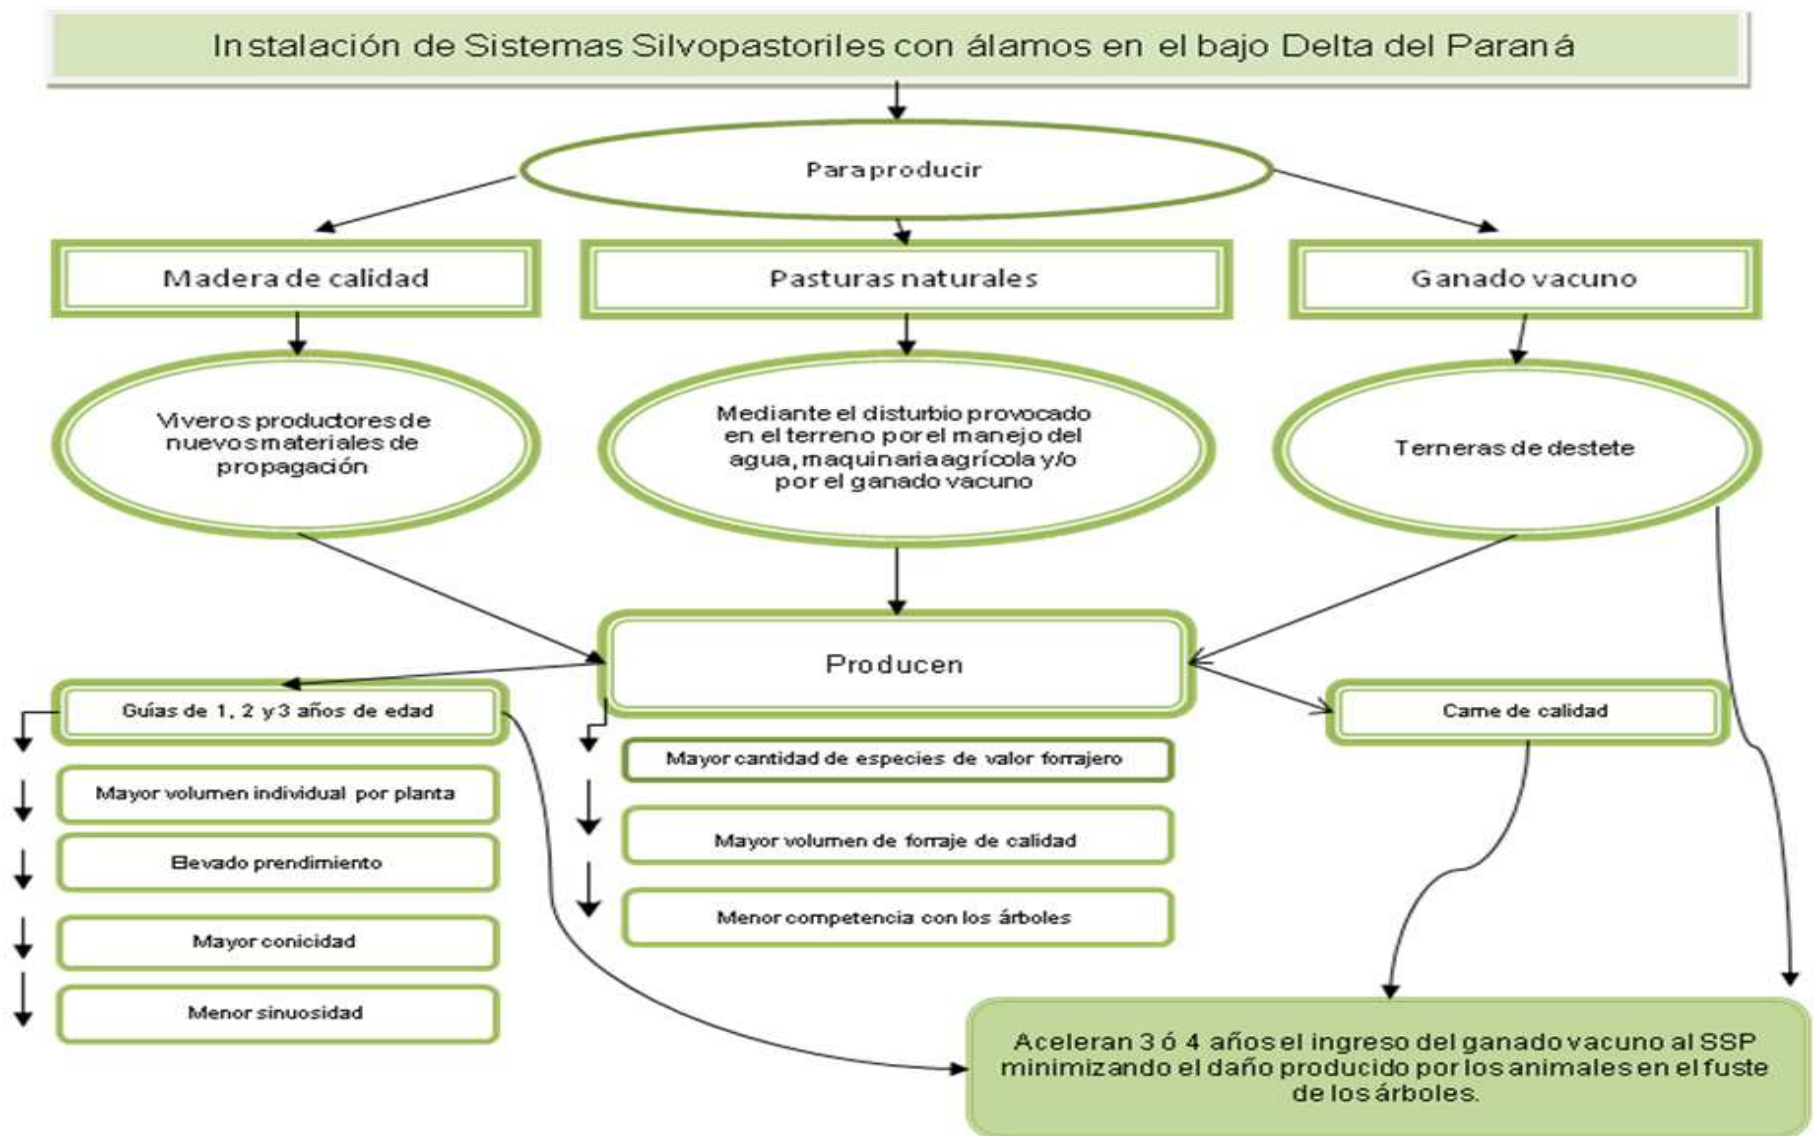 Instalación de Sistemas Silvopastoriles con álamos en el bajo Delta del Paraná
Para producir
Madera de calidad
Pasturas naturales
Ganado vacuno
Viveros productores de
nuevos materiales de
propagación
Mediante el disturbio provocado
en el terreno por el manejo del
agua, maquinaria agrícola y/o
por el ganado vacuno
Terneras de destete
Producen
Guías de 1, 2 y 3 años de edad
Mayor volumen individual por planta
Elevado prendimiento
Mayor conicidad
Menor sinuosidad
Mayor cantidad de especies de valor forrajero
Mayor volumen de forraje de calidad
Menor competencia con los árboles
Carne de calidad
Aceleran 3 ó 4 años el ingreso del ganado vacuno al SSP
minimizando el daño producido por los animales en el fuste
de los árboles.